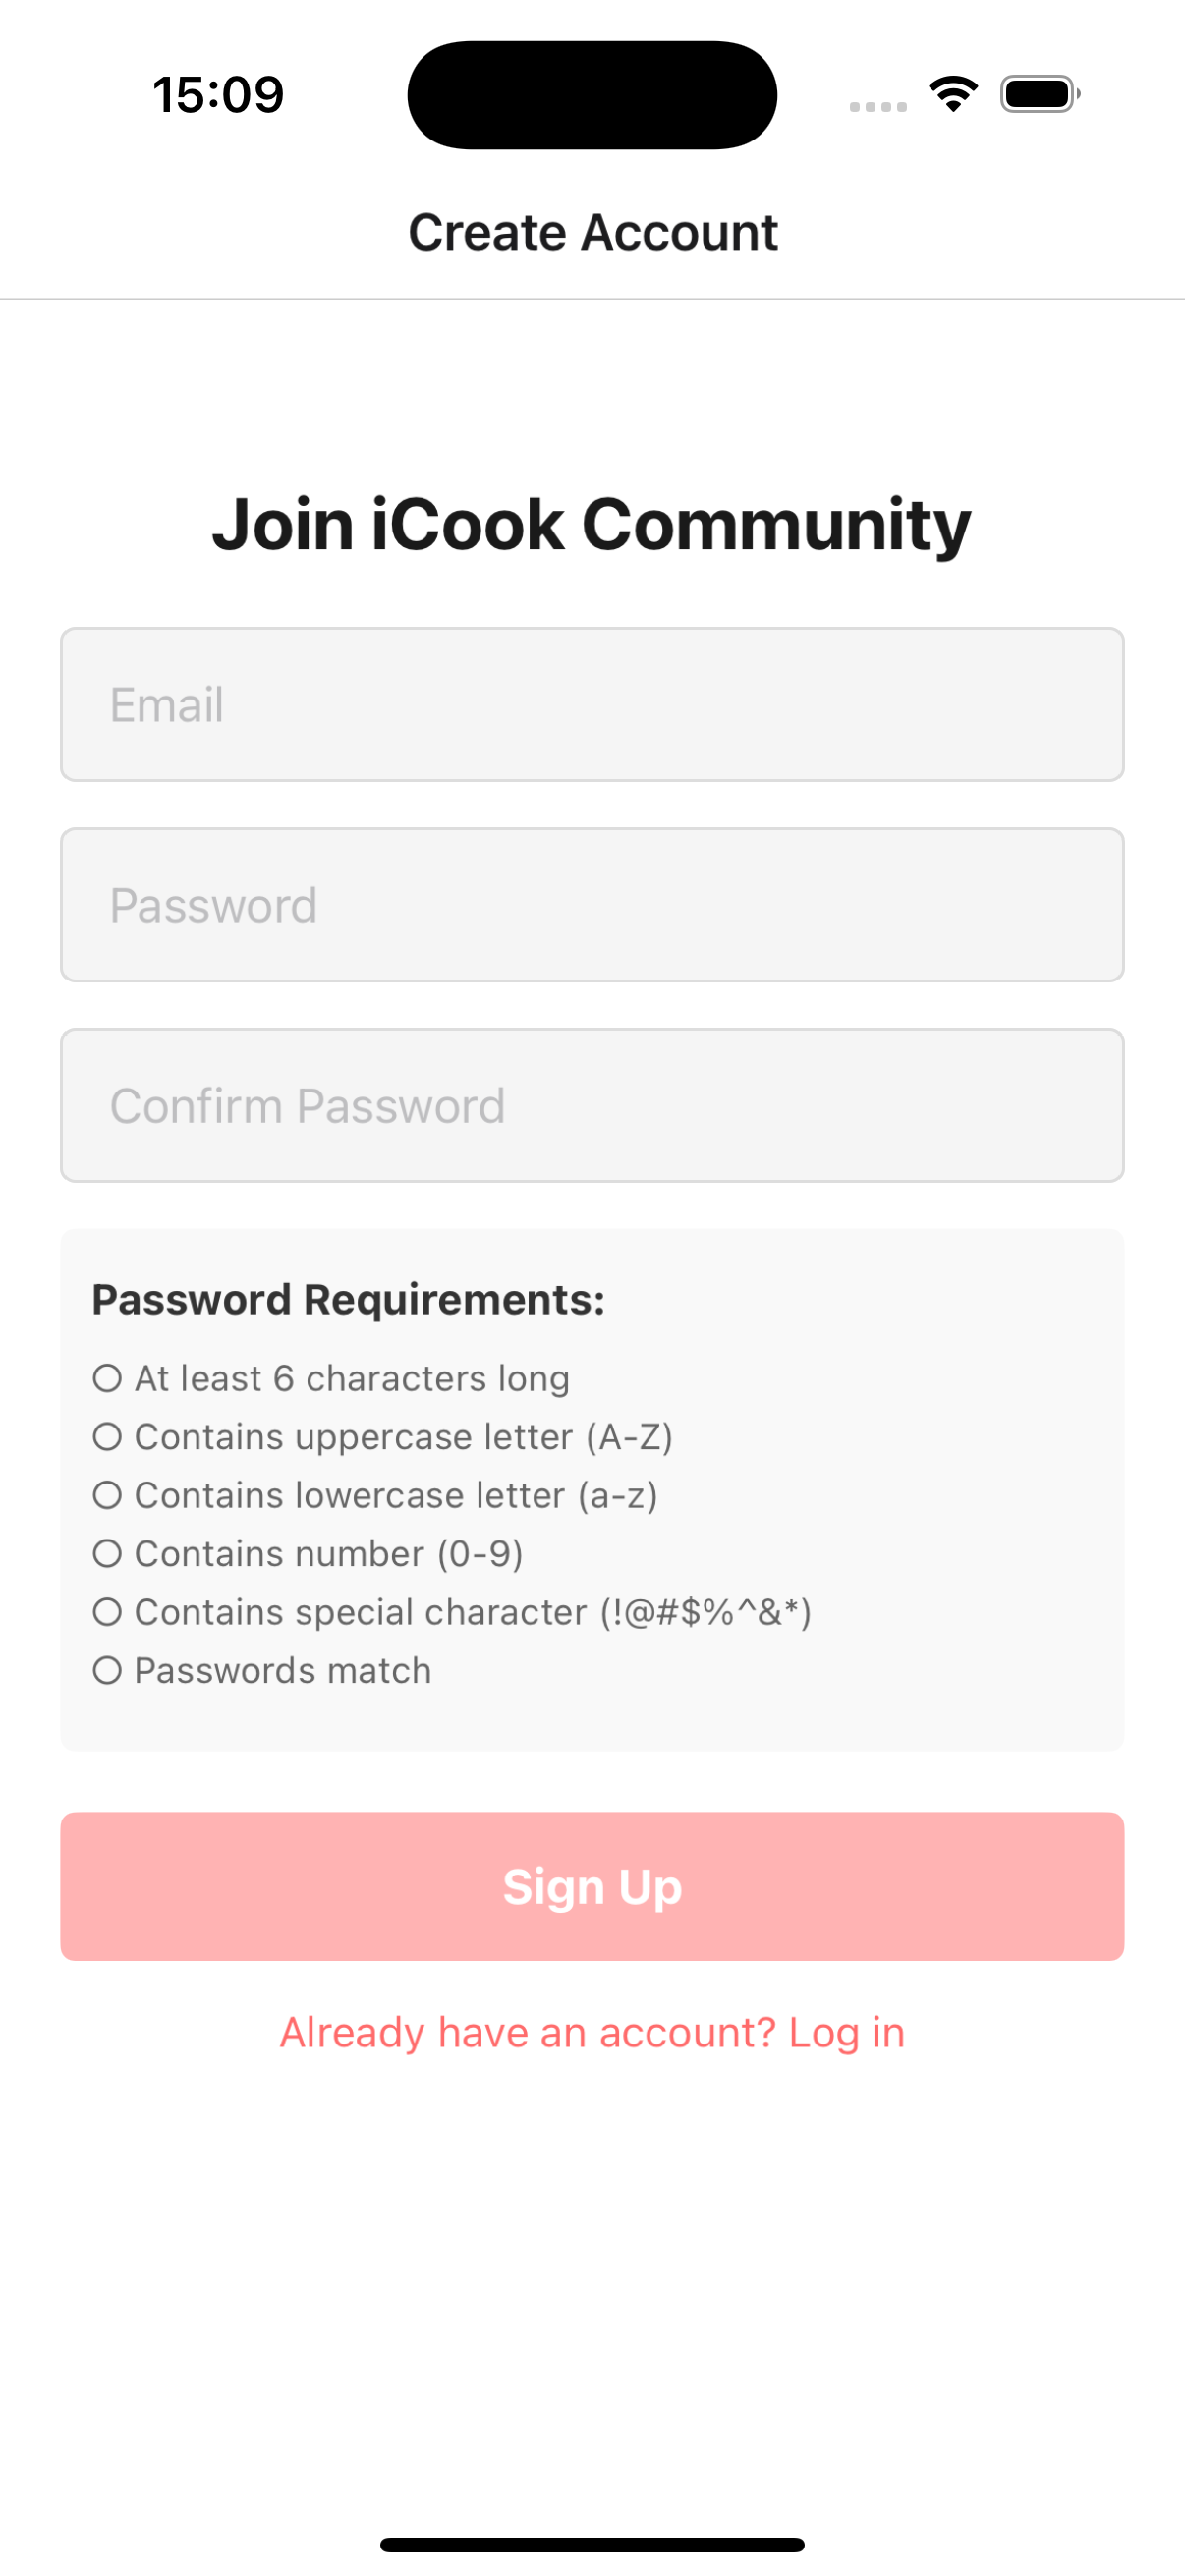 15:09
Create Account
Join iCook Community
Email
Password
Confirm Password
Password Requirements:
○ At least 6 characters long
○ Contains uppercase letter (A-Z)
○ Contains lowercase letter (a-z)
○ Contains number (0-9)
○ Contains special character (!@#$%^&*)
○ Passwords match
Sign Up
Already have an account? Log in